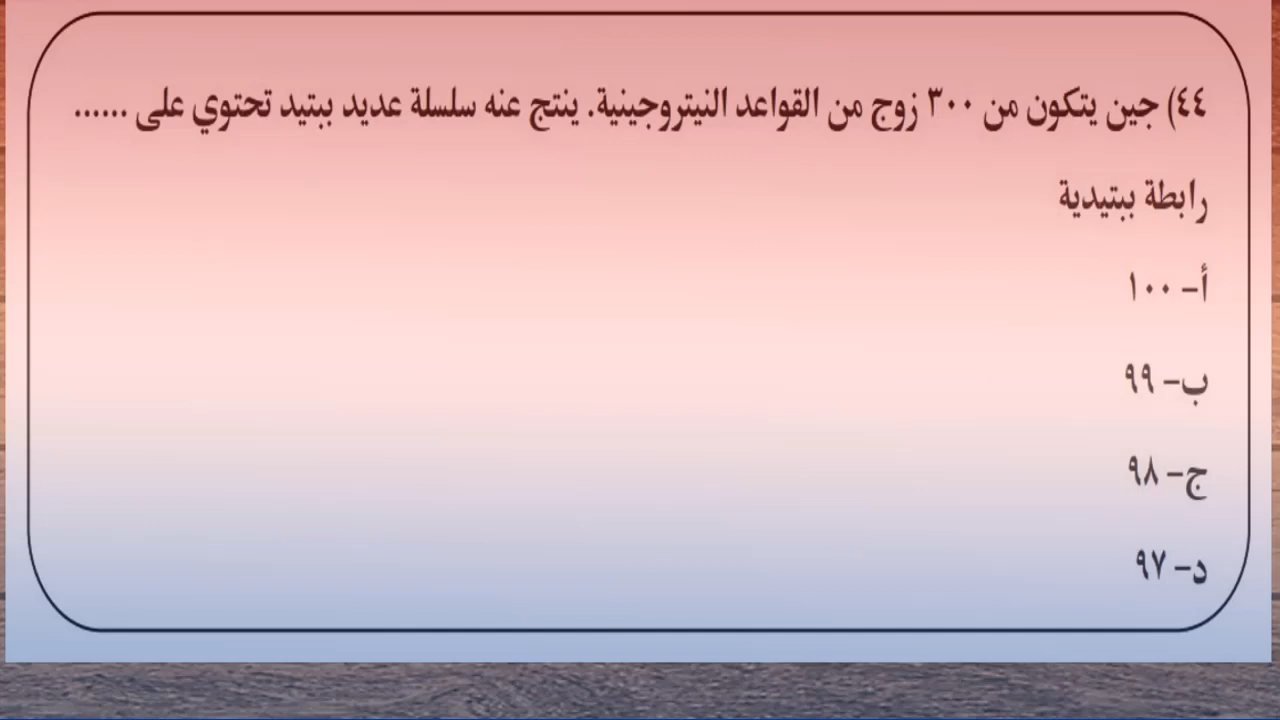 ٤٤) جين يتكون من ٣٠٠ زوج من القواعد النيتروجينية. ينتج عنه سلسلة عديد ببتيد تحتوي على ......
رابطة ببتيدية
أ- ١٠٠
ب- ٩٩
ج- ٩٨
د- ٩٧